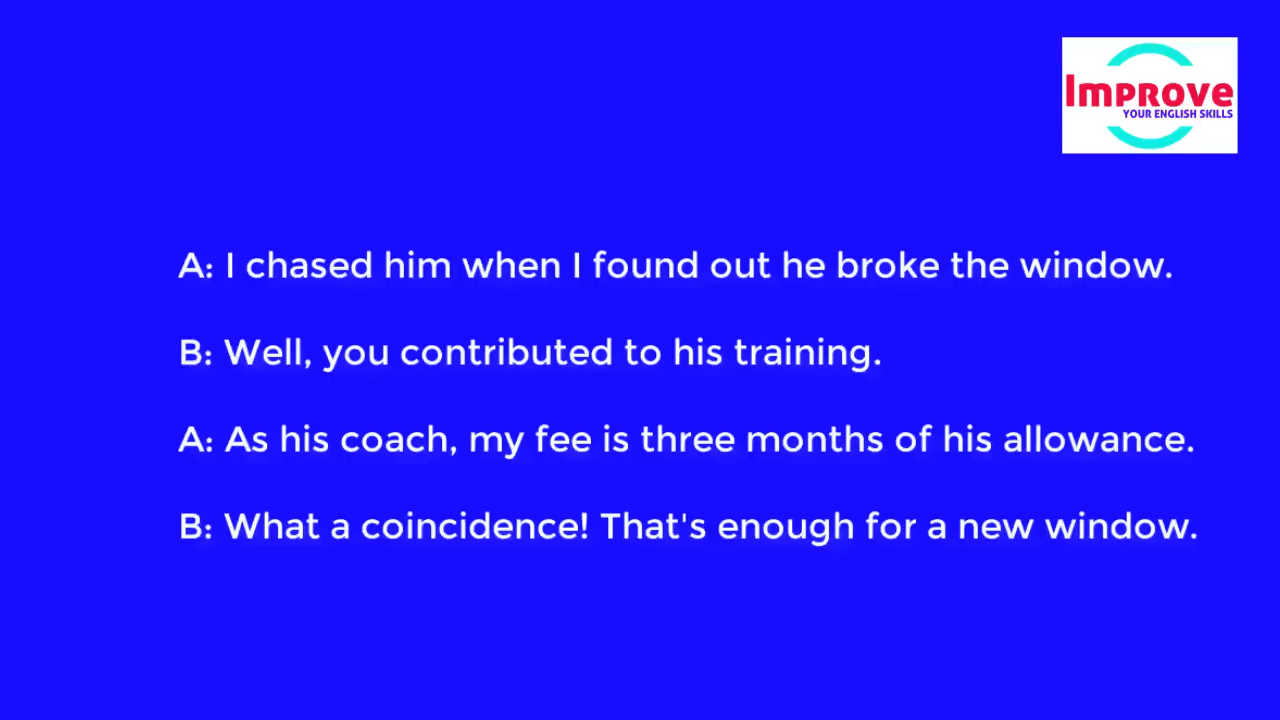 Improve
YOUR ENGLISH SKILLS
A: I chased him when I found out he broke the window.
B: Well, you contributed to his training.
A: As his coach, my fee is three months of his allowance.
B: What a coincidence! That's enough for a new window.